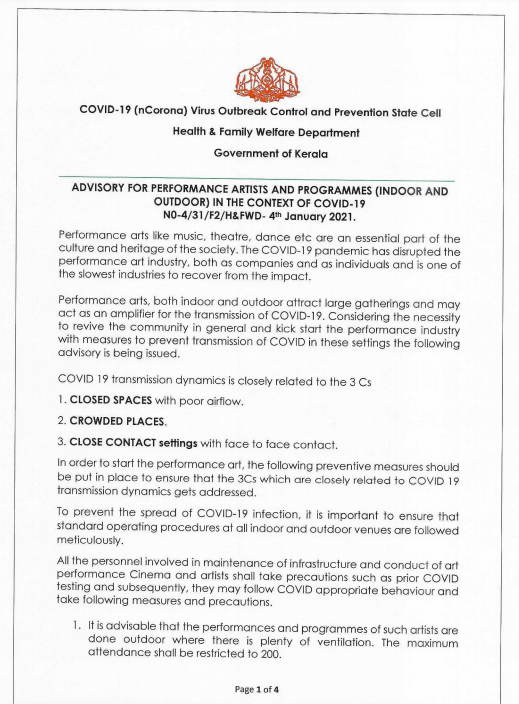 COVID-19 (nCorona) Virus Outbreak Control and Prevention State Cell
Health & Family Welfare Department
Government of Kerala
ADVISORY FOR PERFORMANCE ARTISTS AND PROGRAMMES (INDOOR AND
OUTDOOR) IN THE CONTEXT OF COVID-19
N0-4/31/F2/H&FWD- 4th January 2021.
Performance arts like music, theatre, dance etc are an essential part of the
culture and heritage of the society. The COVID-19 pandemic has disrupted the
performance art industry, both as companies and as individuals and is one of
the slowest industries to recover from the impact.
Performance arts, both indoor and outdoor attract large gatherings and may
act as an amplifier for the transmission of COVID-19. Considering the necessity
to revive the community in general and kick start the performance industry
with measures to prevent transmission of COVID in these settings the following
advisory is being issued.
COVID 19 transmission dynamics is closely related to the 3 Cs
1. CLOSED SPACES with poor airflow.
2. CROWDED PLACES.
3. CLOSE CONTACT settings with face to face contact.
In order to start the performance art, the following preventive measures should
be put in place to ensure that the 3Cs which are closely related to COVID 19
transmission dynamics gets addressed.
To prevent the spread of COVID-19 infection, it is important to ensure that
standard operating procedures at all indoor and outdoor venues are followed
meticulously.
All the personnel involved in maintenance of infrastructure and conduct of art
performance Cinema and artists shall take precautions such as prior COVID
testing and subsequently, they may follow COVID appropriate behaviour and
take following measures and precautions.
1. It is advisable that the performances and programmes of such artists are
done outdoor where there is plenty of ventilation. The maximum
attendance shall be restricted to 200.
Page 1 of 4